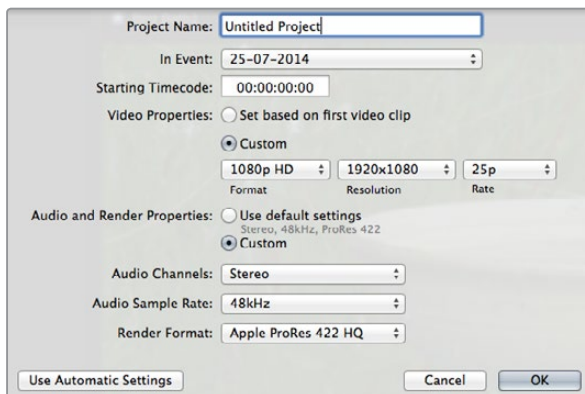 Project Name: Untitled Project
In Event: 25-07-2014
Starting Timecode: 00:00:00:00
Video Properties: Set based on first video clip
Custom
1080p HD 1920x1080 25p
Format Resolution Rate
Audio and Render Properties: Use default settings
Stereo, 48kHz, ProRes 422
Custom
Audio Channels: Stereo
Audio Sample Rate: 48kHz
Render Format: Apple ProRes 422 HQ
Use Automatic Settings Cancel OK